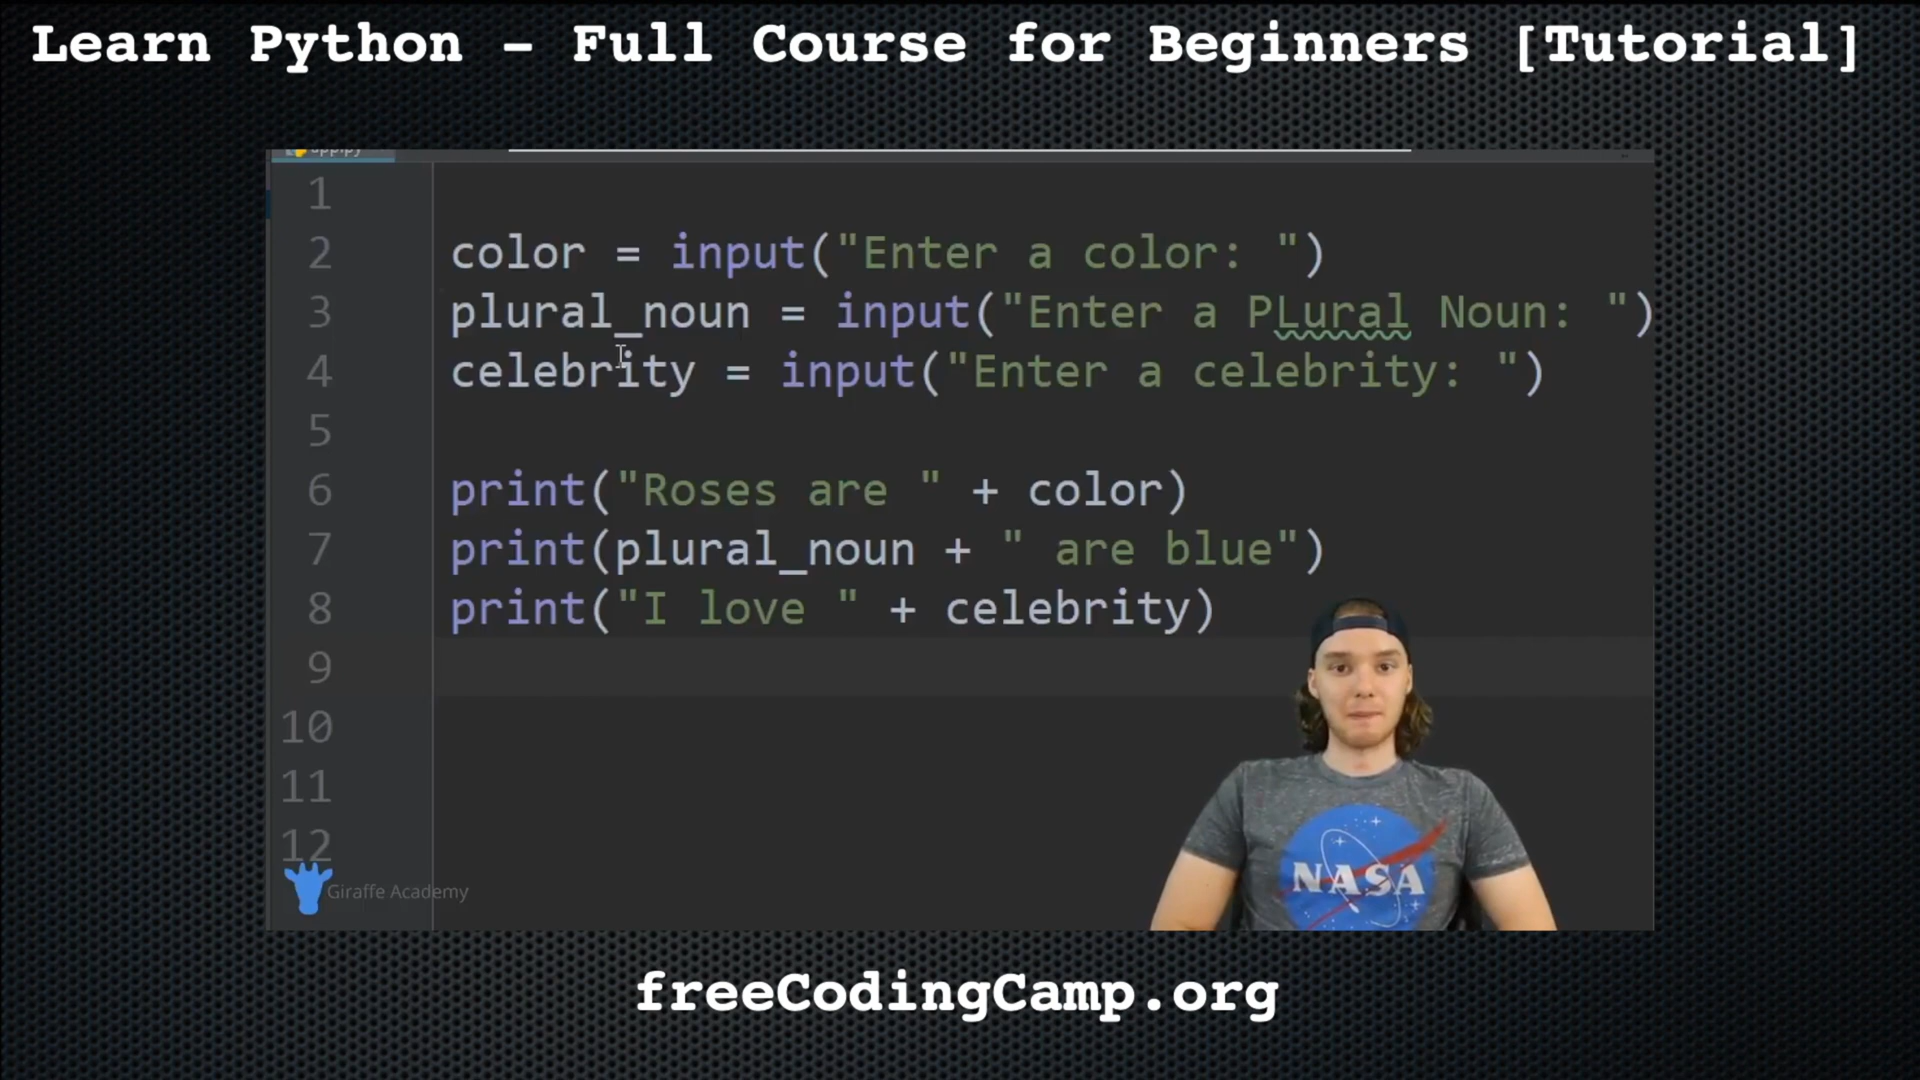 Learn Python – Full Course for Beginners [Tutorial]
app.py
1
2 color = input("Enter a color: ")
3 plural_noun = input("Enter a PLural Noun: ")
4 celebrity = input("Enter a celebrity: ")
5
6 print("Roses are " + color)
7 print(plural_noun + " are blue")
8 print("I love " + celebrity)
9
10
11
12
Giraffe Academy
NASA
freeCodingCamp.org